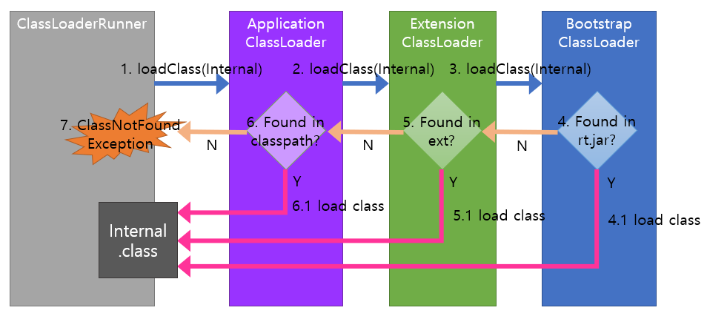 ClassLoaderRunner
Application
ClassLoader
Extension
ClassLoader
Bootstrap
ClassLoader
1. loadClass(Internal)
2. loadClass(Internal)
3. loadClass(Internal)
7. ClassNotFound
Exception
N
6. Found in
classpath?
N
5. Found in
ext?
N
4. Found in
rt.jar?
Y
Y
Y
6.1 load class
5.1 load class
4.1 load class
Internal
.class